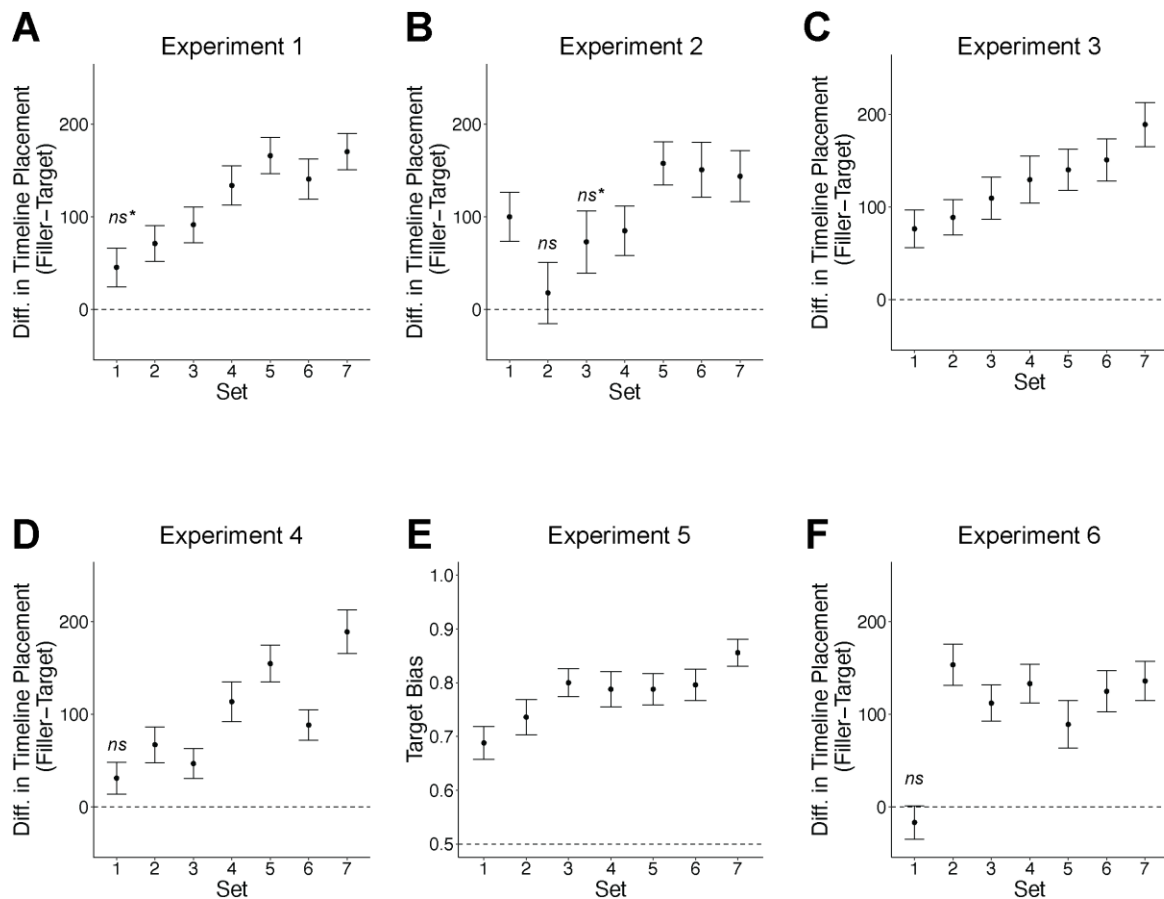 A
Experiment 1
Diff. in Timeline Placement
(Filler−Target)
200
100
0
ns*
1 2 3 4 5 6 7
Set
B
Experiment 2
Diff. in Timeline Placement
(Filler−Target)
200
100
0
ns
ns*
1 2 3 4 5 6 7
Set
C
Experiment 3
Diff. in Timeline Placement
(Filler−Target)
200
100
0
1 2 3 4 5 6 7
Set
D
Experiment 4
Diff. in Timeline Placement
(Filler−Target)
200
100
0
ns
1 2 3 4 5 6 7
Set
E
Experiment 5
Target Bias
1.0
0.9
0.8
0.7
0.6
0.5
1 2 3 4 5 6 7
Set
F
Experiment 6
Diff. in Timeline Placement
(Filler−Target)
200
100
0
ns
1 2 3 4 5 6 7
Set